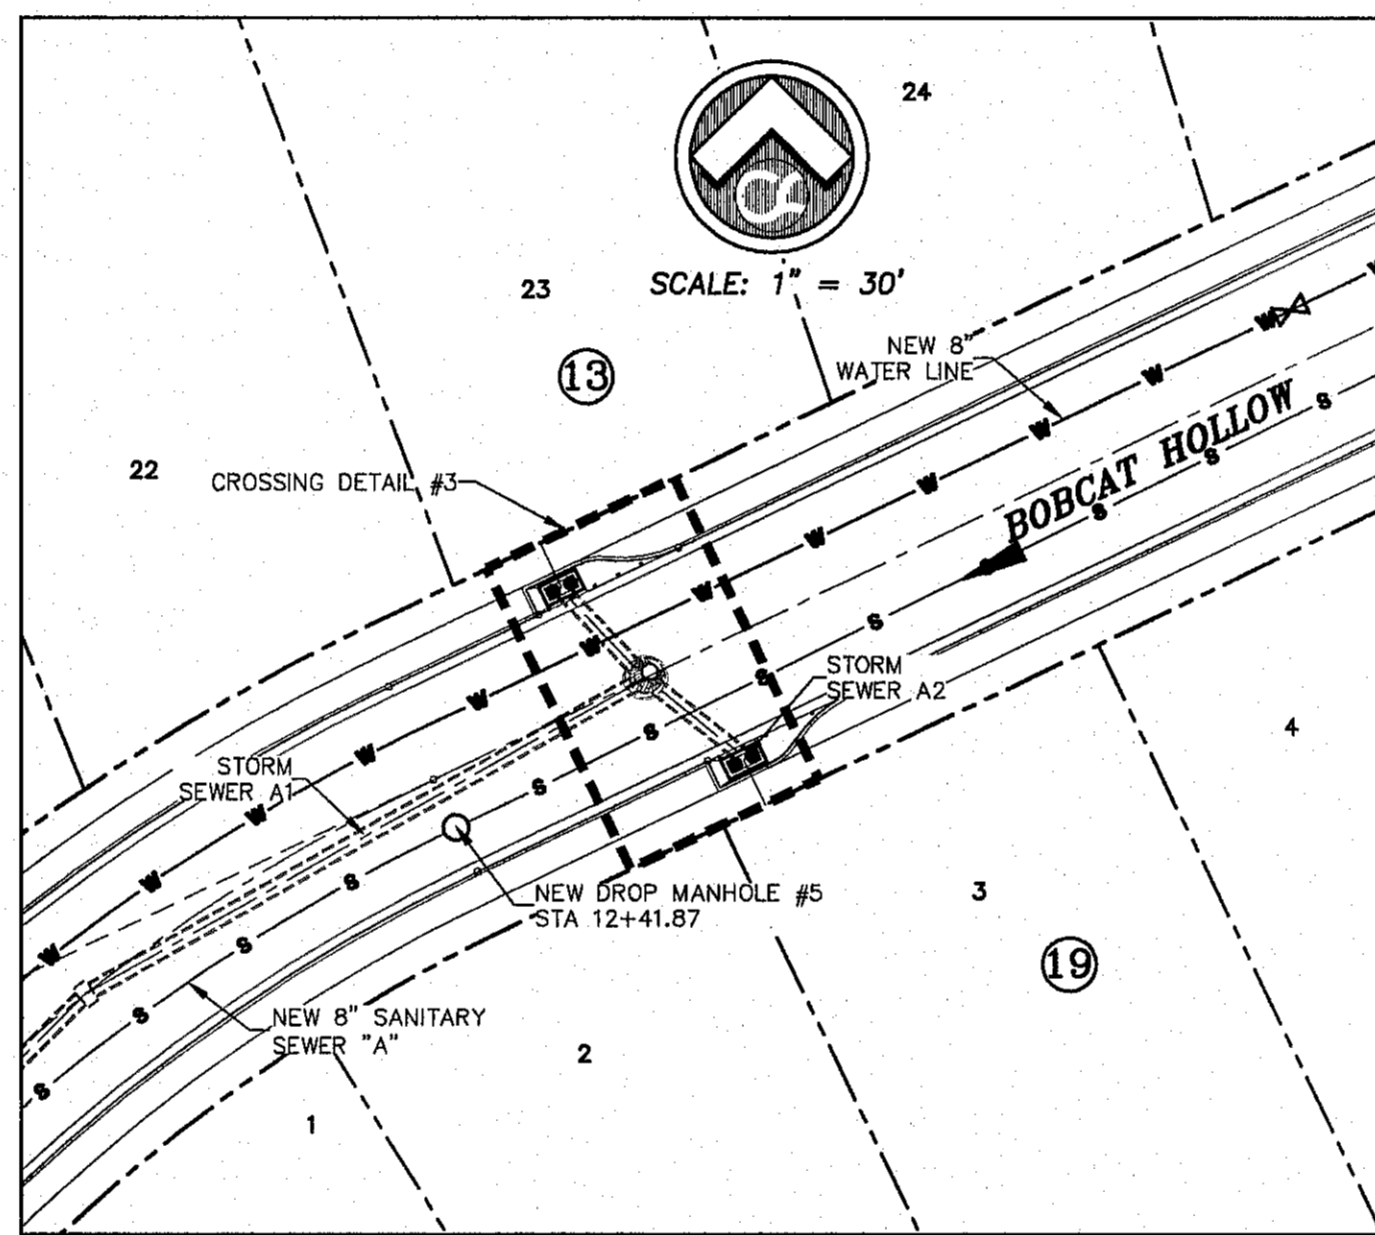 24
SCALE: 1" = 30'
23
13
NEW 8"
WATER LINE
22
CROSSING DETAIL #3
BOBCAT HOLLOW
W
W
W
W
W
W
W
W
W
W
W
W
S
S
S
S
S
S
S
S
S
S
S
S
STORM
SEWER A2
4
STORM
SEWER A1
NEW DROP MANHOLE #5
STA 12+41.87
3
19
NEW 8" SANITARY
SEWER "A"
2
1